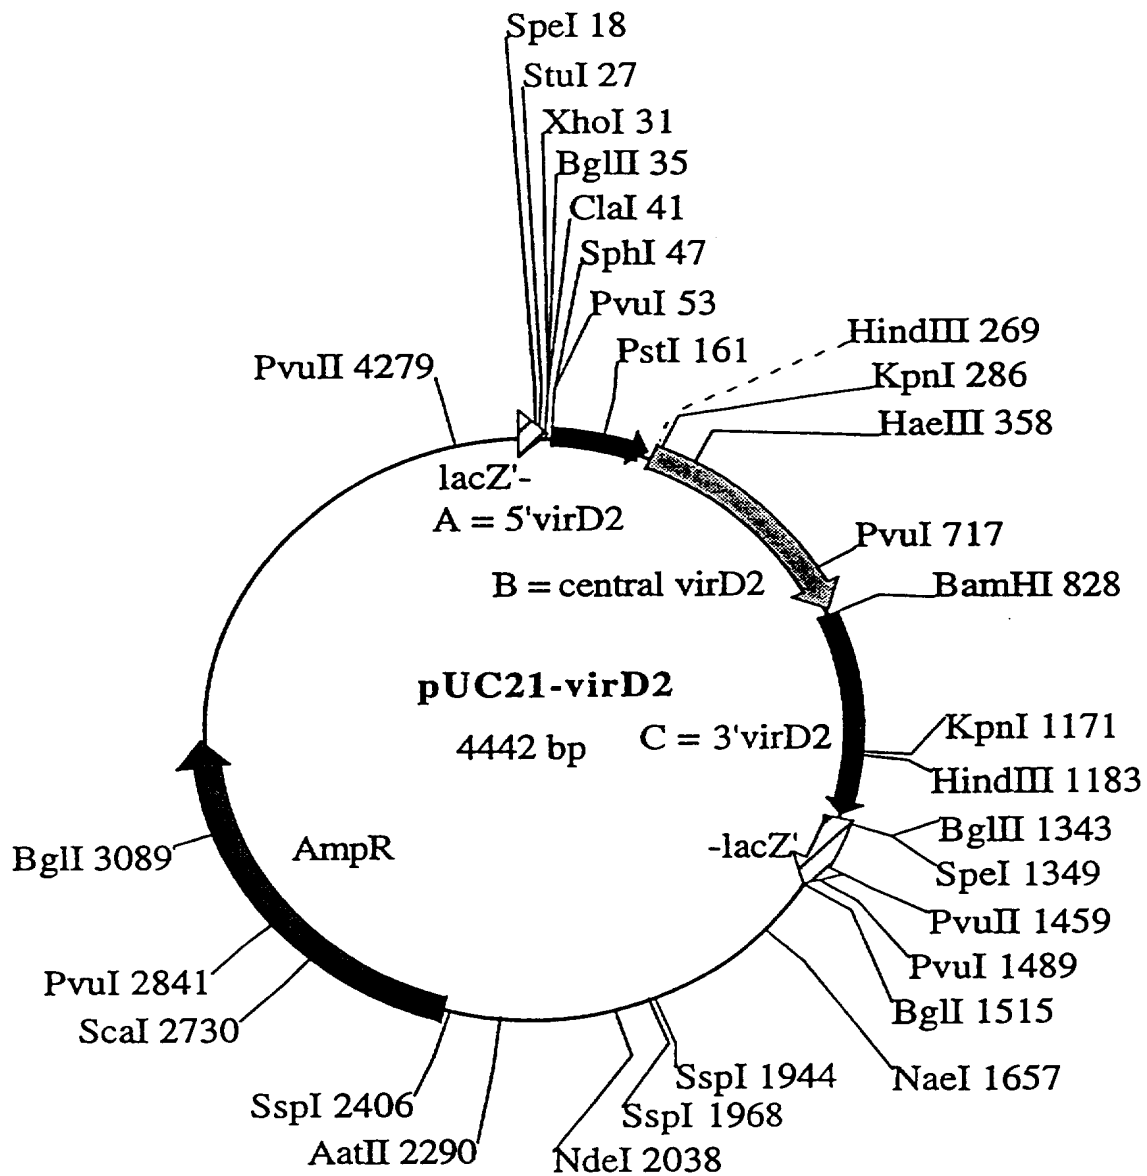 SpeI 18
StuI 27
XhoI 31
BglII 35
ClaI 41
SphI 47
PvuI 53
PstI 161
HindIII 269
KpnI 286
HaeIII 358
PvuII 4279
lacZ'-
A = 5'virD2
PvuI 717
B = central virD2
BamHI 828
pUC21-virD2
4442 bp
C = 3'virD2
KpnI 1171
HindIII 1183
BglII 1343
SpeI 1349
-lacZ'
PvuII 1459
PvuI 1489
BglI 1515
NaeI 1657
AmpR
BglI 3089
PvuI 2841
ScaI 2730
SspI 2406
AatII 2290
SspI 1944
SspI 1968
NdeI 2038